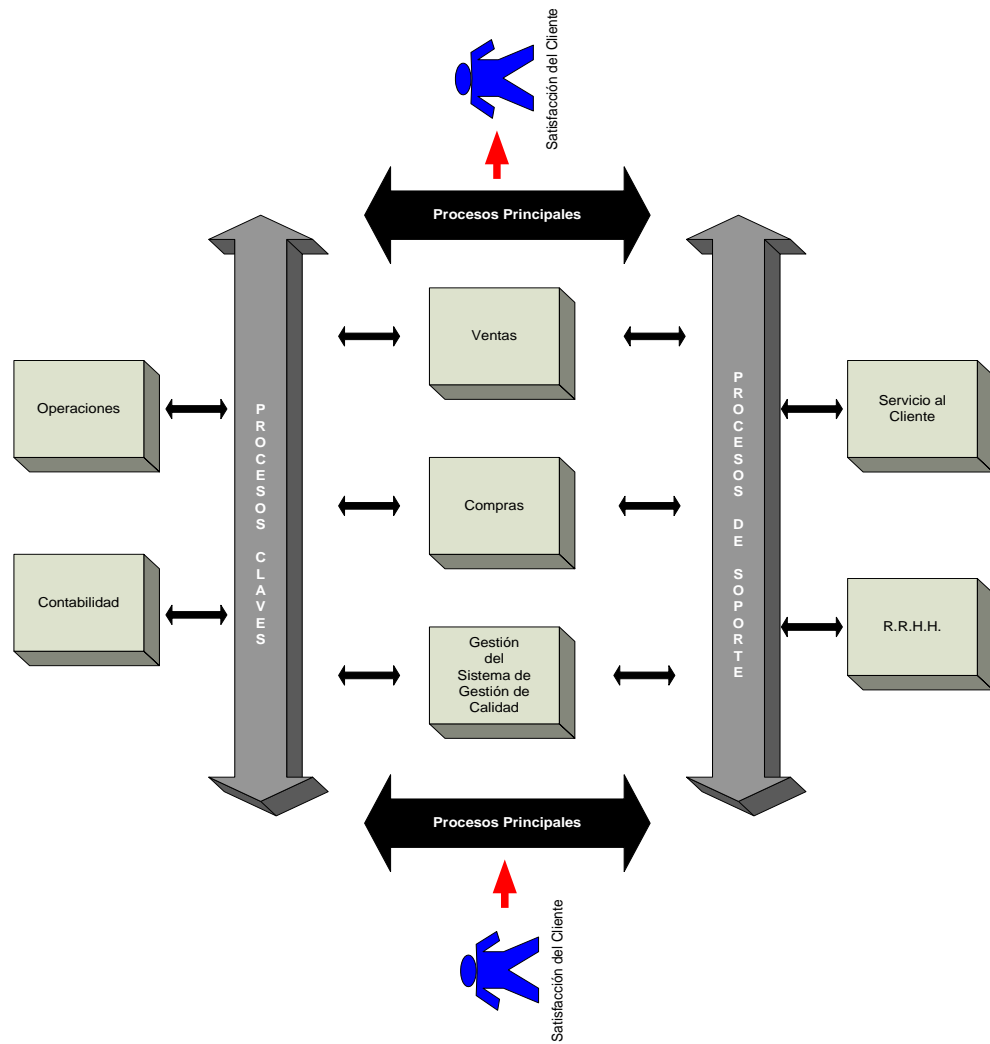 Satisfacción del Cliente
Procesos Principales
Ventas
Operaciones
PROCESOS CLAVES
PROCESOS DE SOPORTE
Servicio al
Cliente
Compras
Contabilidad
R.R.H.H.
Gestión
del
Sistema de
Gestión de
Calidad
Procesos Principales
Satisfacción del Cliente